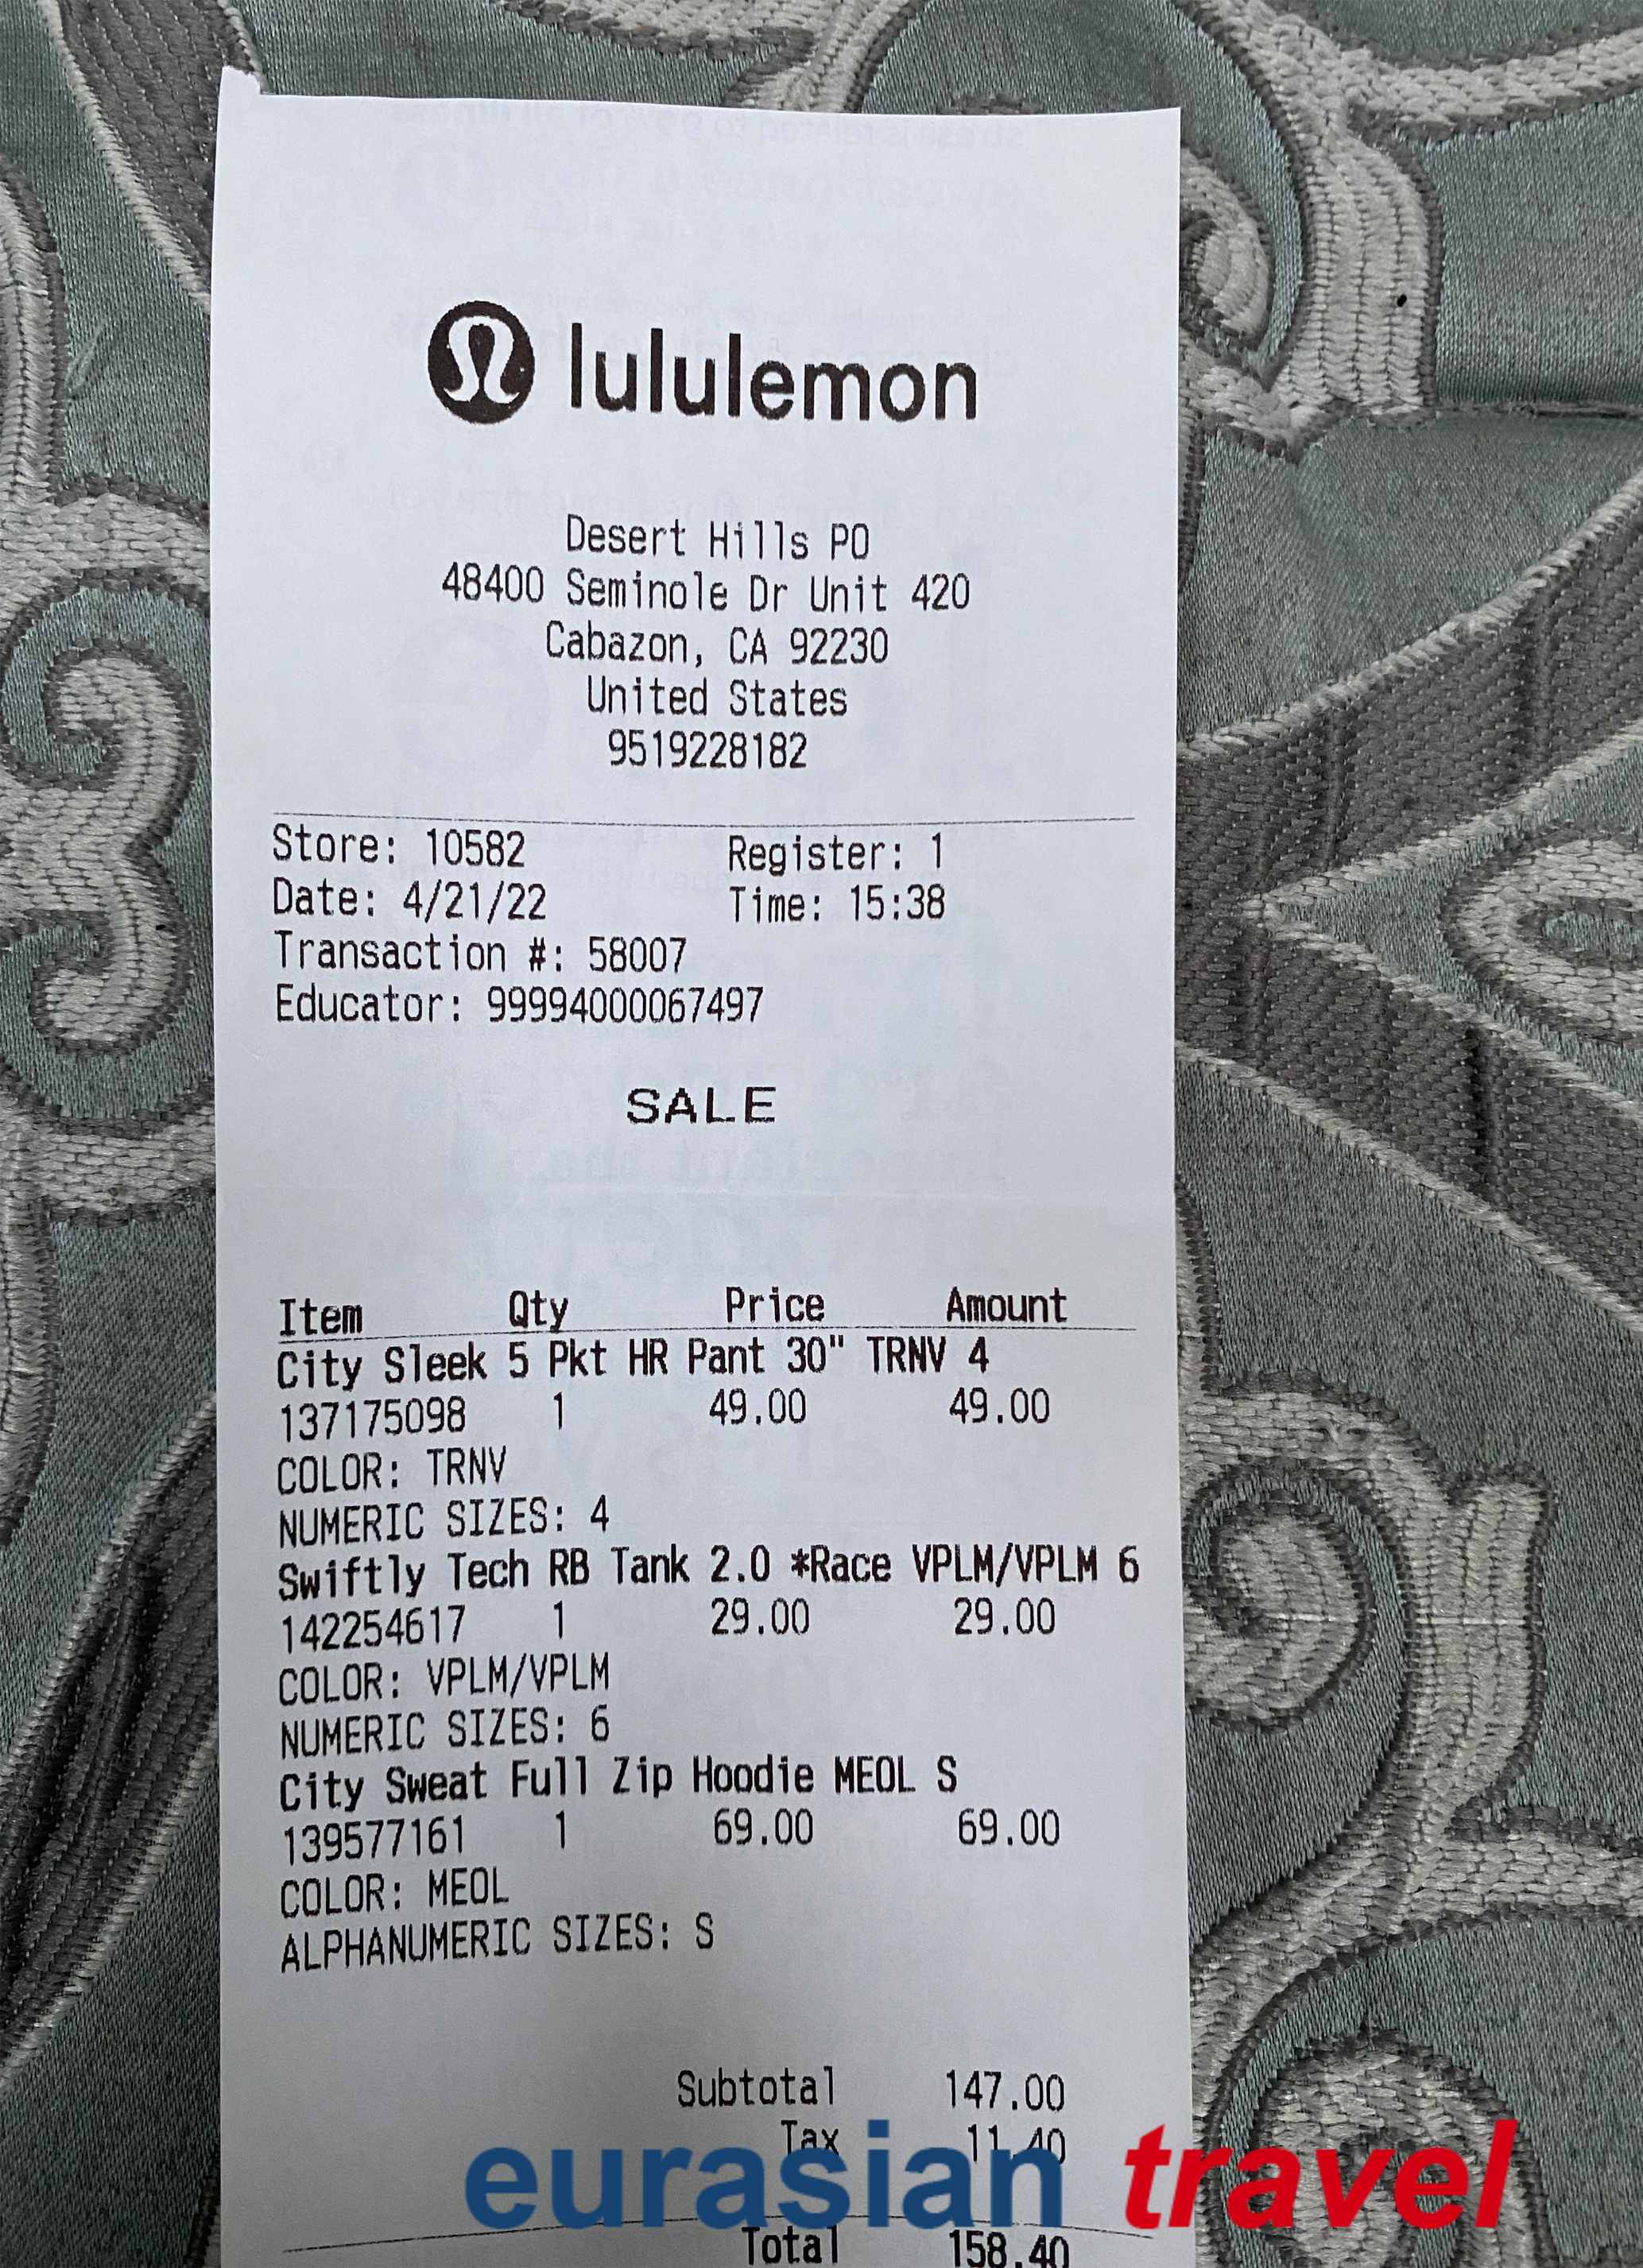 lululemon
Desert Hills PO
48400 Seminole Dr Unit 420
Cabazon, CA 92230
United States
9519228182
Store: 10582 Register: 1
Date: 4/21/22 Time: 15:38
Transaction #: 58007
Educator: 99994000067497
SALE
Item Qty Price Amount
City Sleek 5 Pkt HR Pant 30" TRNV 4
137175098 1 49.00 49.00
COLOR: TRNV
NUMERIC SIZES: 4
Swiftly Tech RB Tank 2.0 *Race VPLM/VPLM 6
142254617 1 29.00 29.00
COLOR: VPLM/VPLM
NUMERIC SIZES: 6
City Sweat Full Zip Hoodie MEOL S
139577161 1 69.00 69.00
COLOR: MEOL
ALPHANUMERIC SIZES: S
Subtotal 147.00
Tax 11.40
eurasian travel
Total 158.40